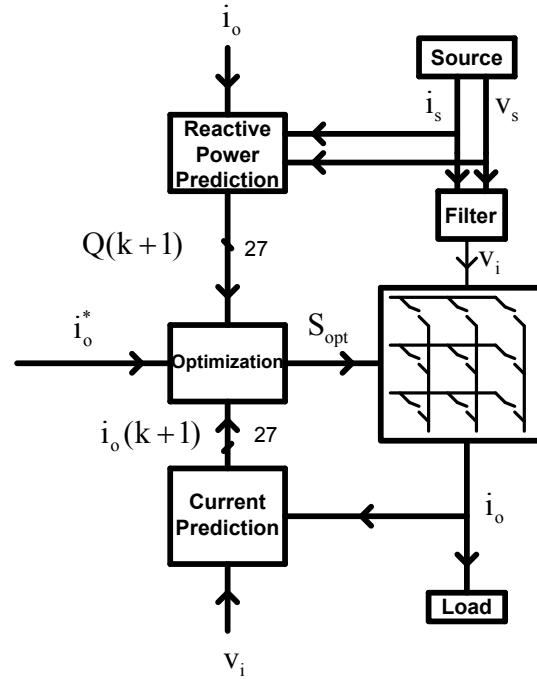 i_o
Source
i_s
v_s
Reactive
Power
Prediction
Filter
Q(k+1)
27
v_i
i_o^*
Optimization
S_opt
i_o(k+1)
27
Current
Prediction
i_o
Load
v_i